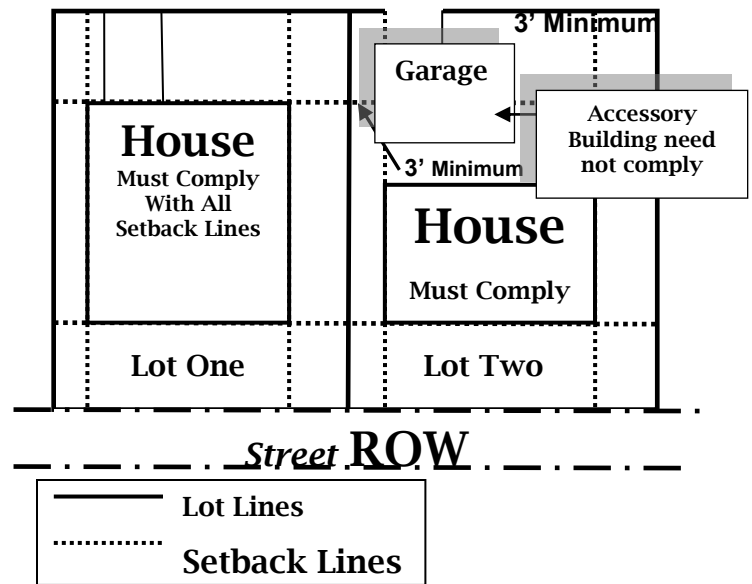 3' Minimum
Garage
Accessory
Building need
not comply
House
Must Comply
With All
Setback Lines
3' Minimum
House
Must Comply
Lot One
Lot Two
Street ROW
Lot Lines
Setback Lines